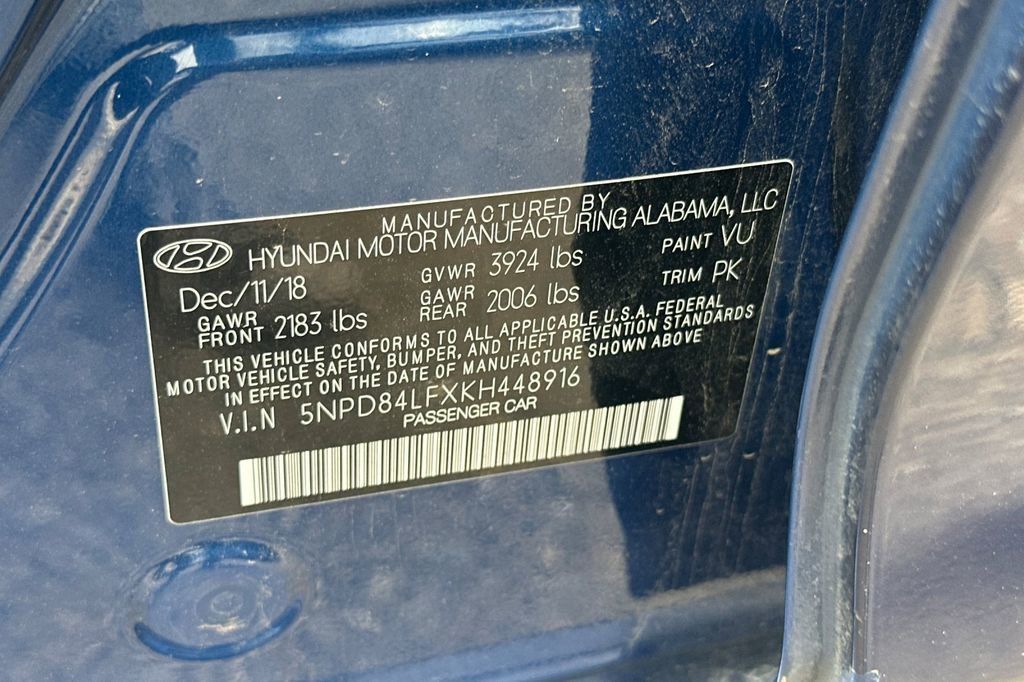 MANUFACTURED BY
HYUNDAI MOTOR MANUFACTURING ALABAMA, LLC
Dec/11/18 GVWR 3924 lbs PAINT VU
GAWR FRONT 2183 lbs GAWR REAR 2006 lbs TRIM PK
THIS VEHICLE CONFORMS TO ALL APPLICABLE U.S.A. FEDERAL
MOTOR VEHICLE SAFETY, BUMPER, AND THEFT PREVENTION STANDARDS
IN EFFECT ON THE DATE OF MANUFACTURE SHOWN ABOVE
V.I.N 5NPD84LFXKH448916
PASSENGER CAR